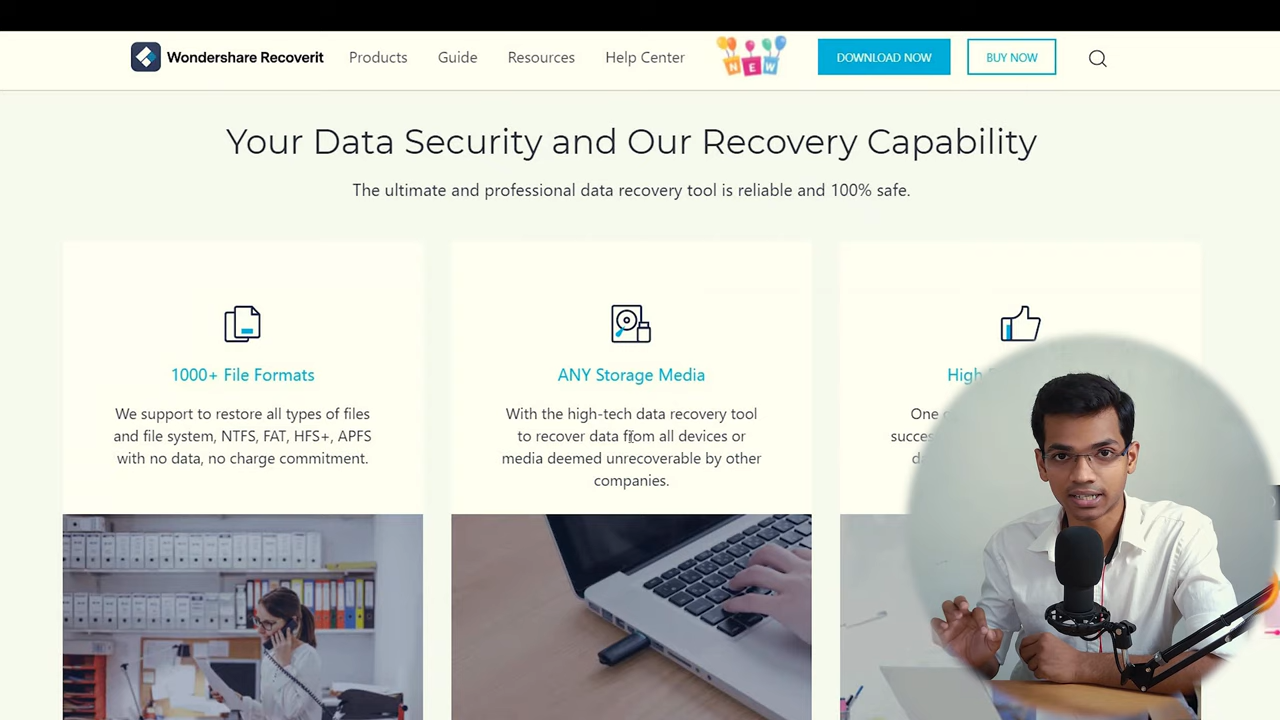 Wondershare Recoverit
Products
Guide
Resources
Help Center
NEW
DOWNLOAD NOW
BUY NOW
Your Data Security and Our Recovery Capability
The ultimate and professional data recovery tool is reliable and 100% safe.
1000+ File Formats
We support to restore all types of files
and file system, NTFS, FAT, HFS+, APFS
with no data, no charge commitment.
ANY Storage Media
With the high-tech data recovery tool
to recover data from all devices or
media deemed unrecoverable by other
companies.
High
One